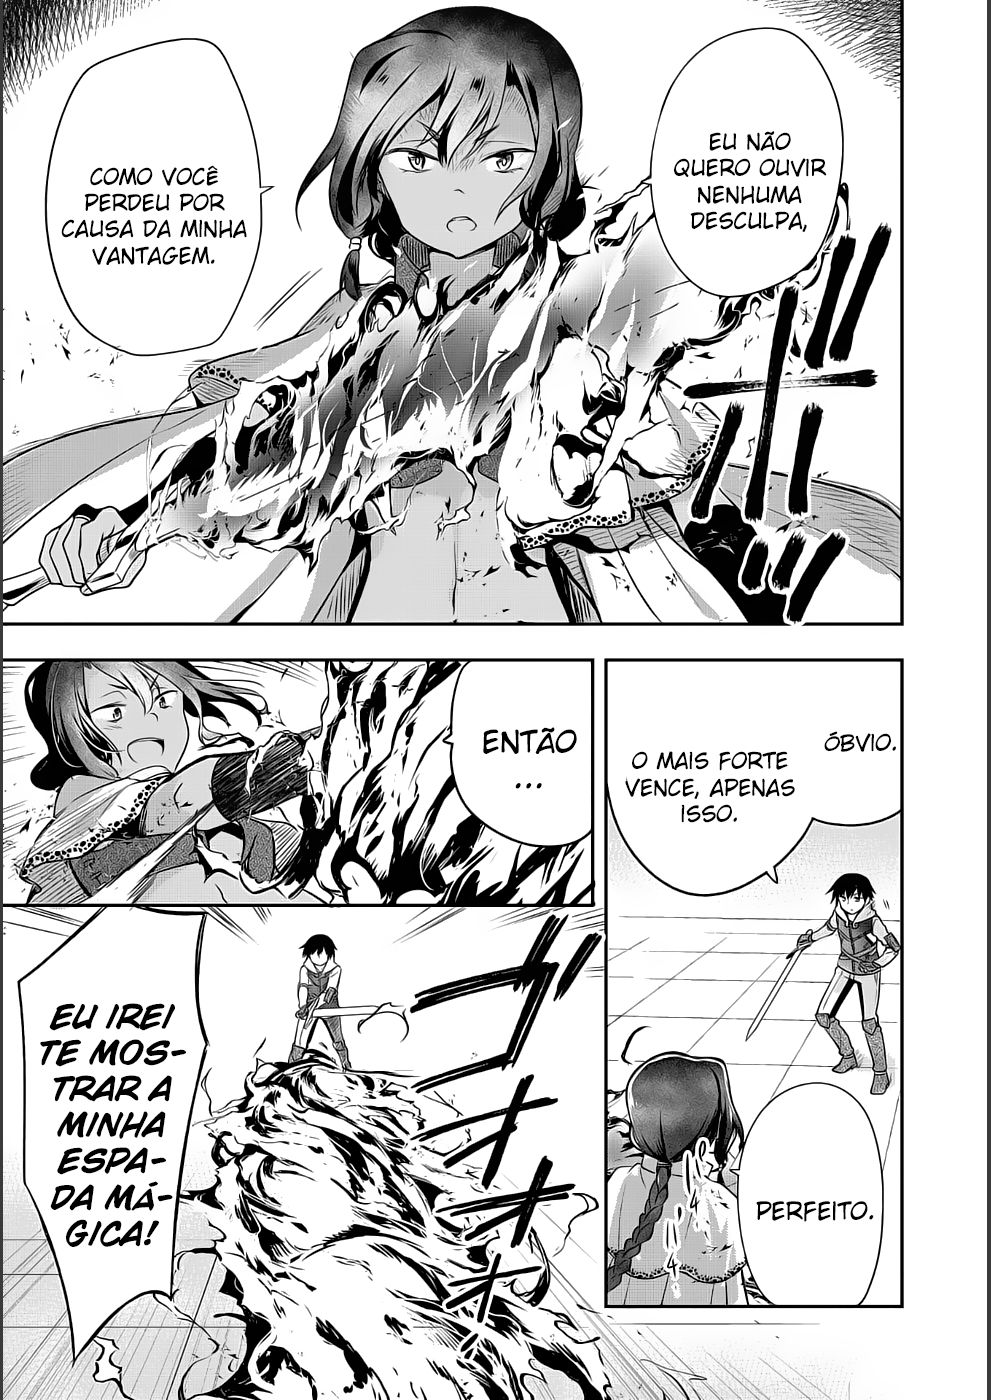 EU NÃO
QUERO OUVIR
NENHUMA
DESCULPA,
COMO VOCÊ
PERDEU POR
CAUSA DA MINHA
VANTAGEM.
ÓBVIO.
O MAIS FORTE
VENCE, APENAS
ISSO.
PERFEITO.
ENTÃO
...
EU IREI
TE MOS-
TRAR A
MINHA
ESPA-
DA MÁ-
GICA!